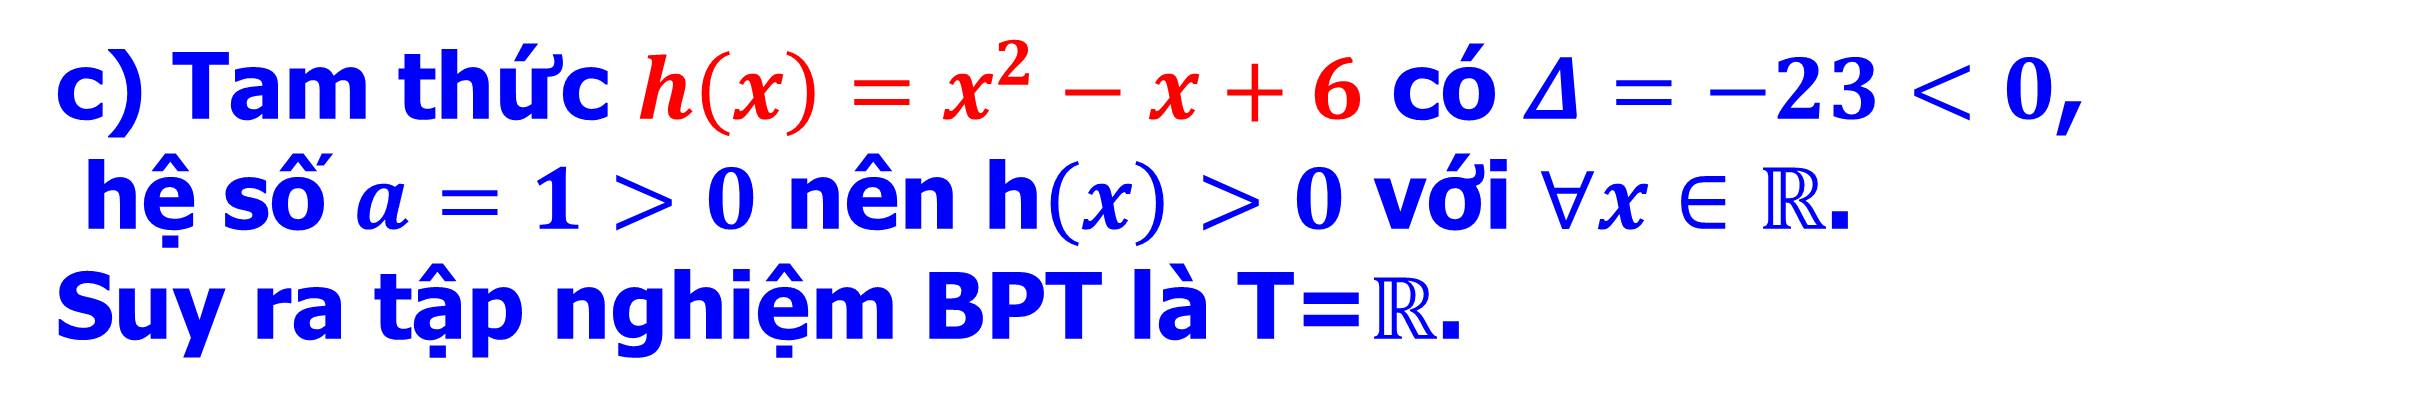 c) Tam thức h(x) = x² − x + 6 có Δ = −23 < 0,
hệ số a = 1 > 0 nên h(x) > 0 với ∀x ∈ ℝ.
Suy ra tập nghiệm BPT là T=ℝ.